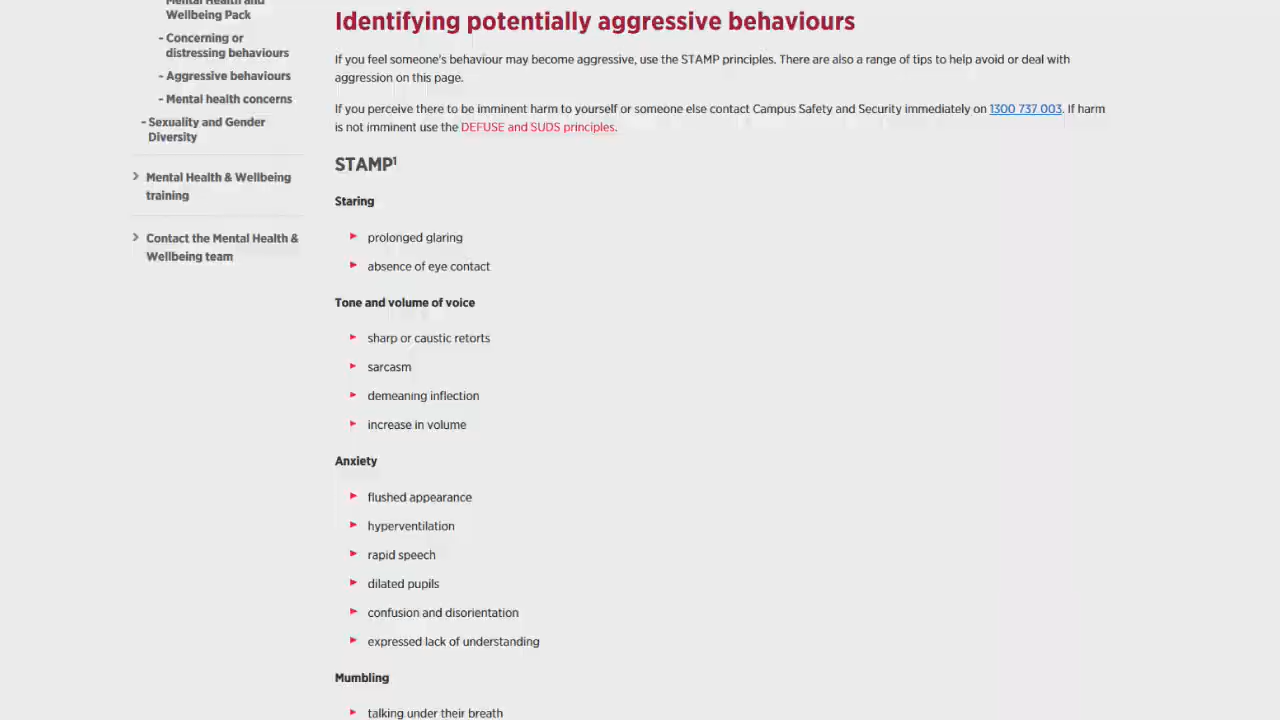 Mental Health and
Wellbeing Pack
- Concerning or
distressing behaviours
- Aggressive behaviours
- Mental health concerns
- Sexuality and Gender
Diversity
Mental Health & Wellbeing
training
Contact the Mental Health &
Wellbeing team
Identifying potentially aggressive behaviours
If you feel someone's behaviour may become aggressive, use the STAMP principles. There are also a range of tips to help avoid or deal with
aggression on this page.
If you perceive there to be imminent harm to yourself or someone else contact Campus Safety and Security immediately on 1300 737 003. If harm
is not imminent use the DEFUSE and SUDS principles.
STAMP¹
Staring
prolonged glaring
absence of eye contact
Tone and volume of voice
sharp or caustic retorts
sarcasm
demeaning inflection
increase in volume
Anxiety
flushed appearance
hyperventilation
rapid speech
dilated pupils
confusion and disorientation
expressed lack of understanding
Mumbling
talking under their breath